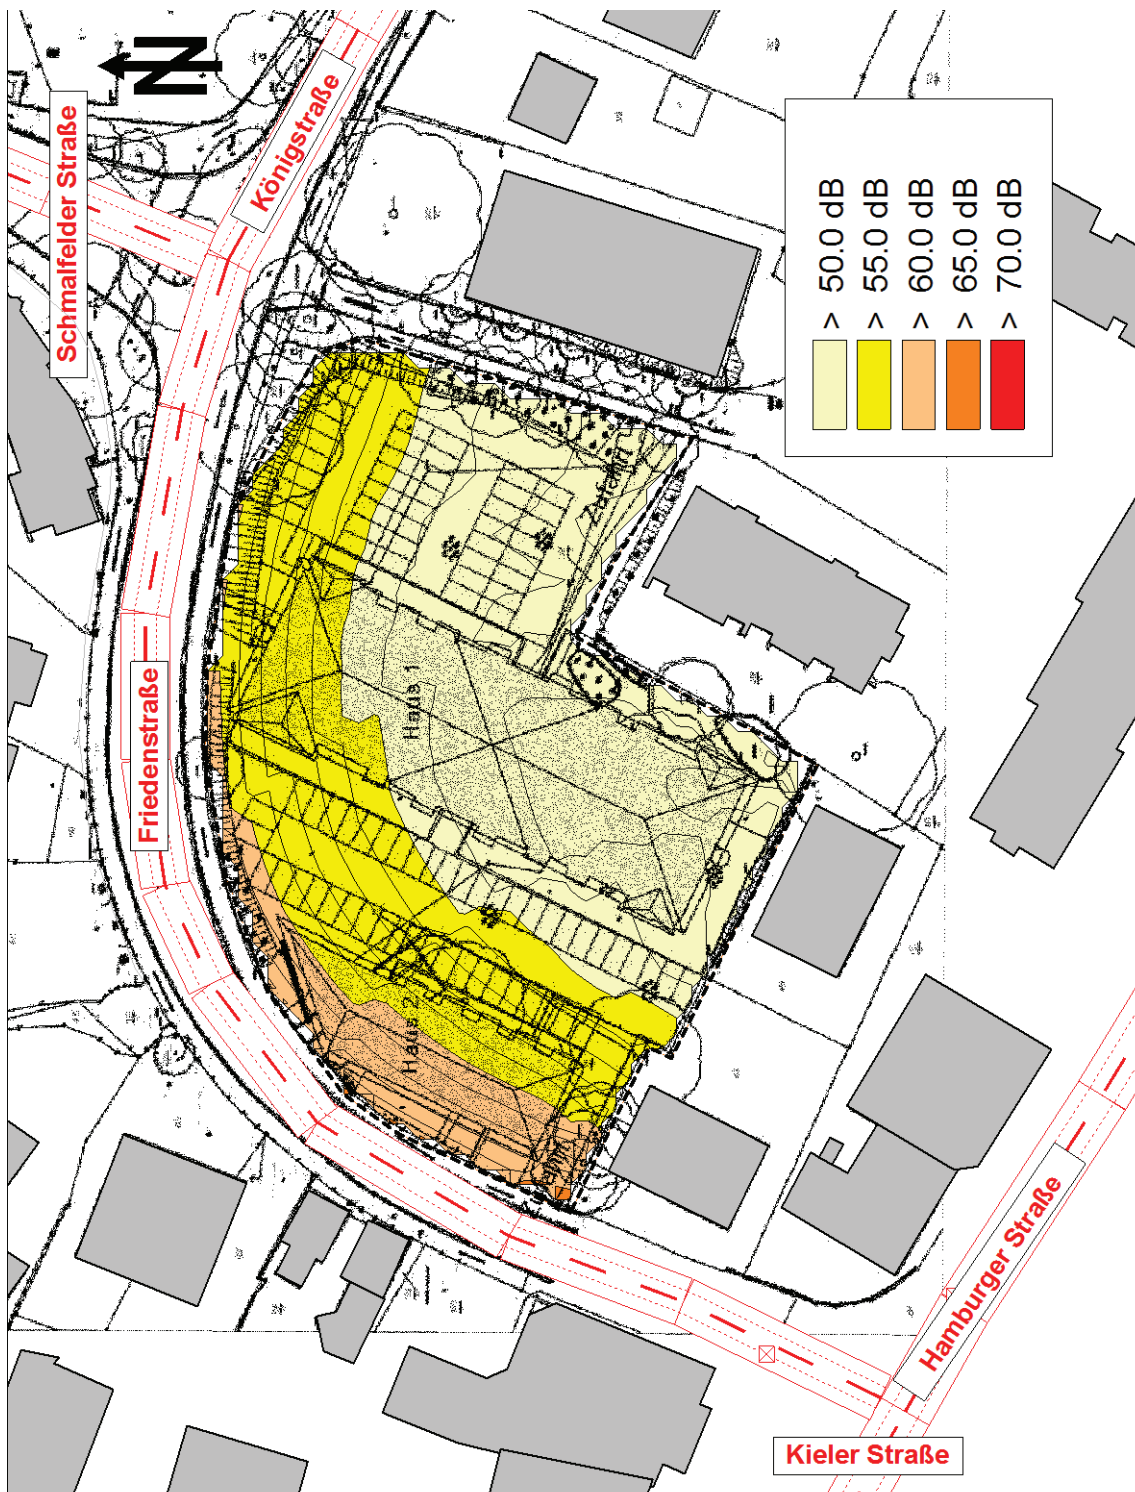 N
Schmalfelder Straße
Königstraße
Friedenstraße
> 50.0 dB
> 55.0 dB
> 60.0 dB
> 65.0 dB
> 70.0 dB
Haus 1
Haus 2
Zufahrt
Hamburger Straße
Kieler Straße